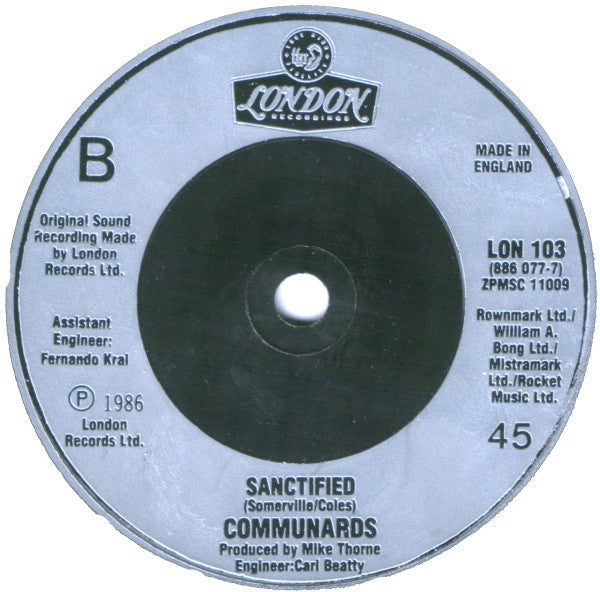 LONDON
RECORDINGS
B
MADE IN
ENGLAND
Original Sound
Recording Made
by London
Records Ltd.
LON 103
(886 077-7)
ZPMSC 11009
Assistant
Engineer:
Fernando Kral
Rownmark Ltd./
William A.
Bong Ltd./
Mistramark
Ltd./Rocket
Music Ltd.
Ⓟ 1986
London
Records Ltd.
45
SANCTIFIED
(Somerville/Coles)
COMMUNARDS
Produced by Mike Thorne
Engineer:Carl Beatty